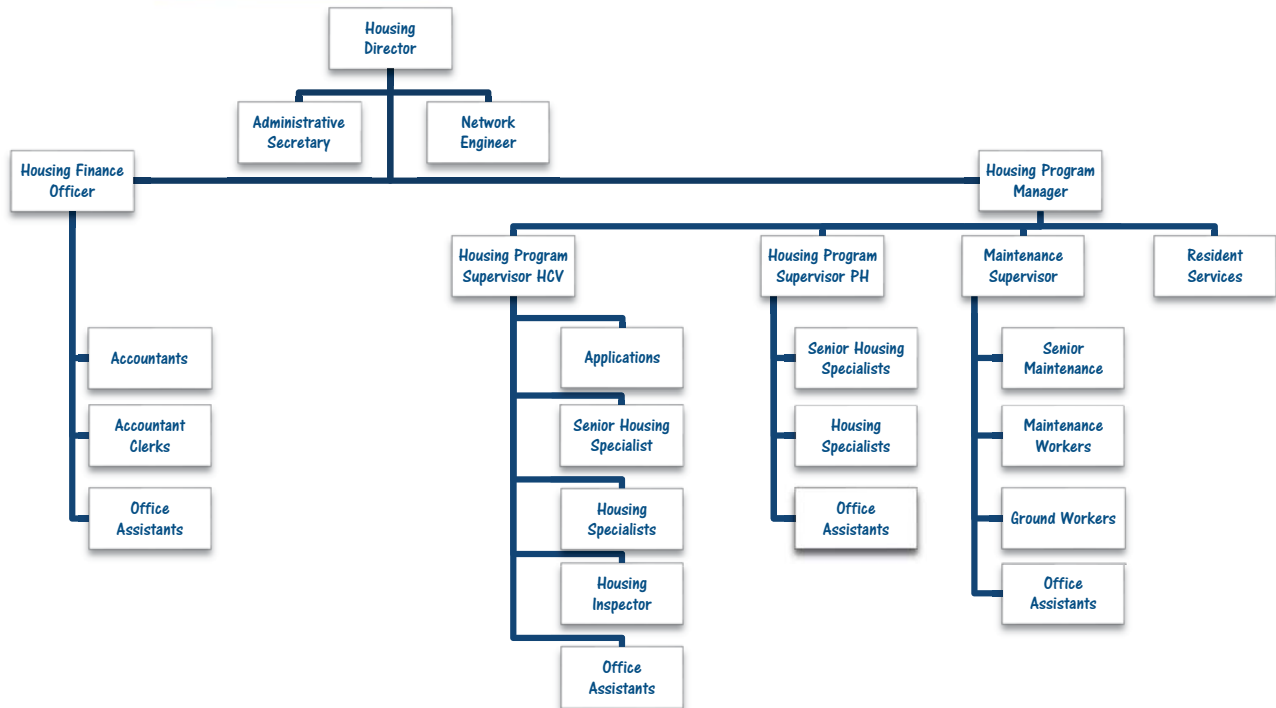 Housing
Director
Administrative
Secretary
Network
Engineer
Housing Finance
Officer
Housing Program
Manager
Housing Program
Supervisor HCV
Housing Program
Supervisor PH
Maintenance
Supervisor
Resident
Services
Accountants
Accountant
Clerks
Office
Assistants
Applications
Senior Housing
Specialist
Housing
Specialists
Housing
Inspector
Office
Assistants
Senior Housing
Specialists
Housing
Specialists
Office
Assistants
Senior
Maintenance
Maintenance
Workers
Ground Workers
Office
Assistants